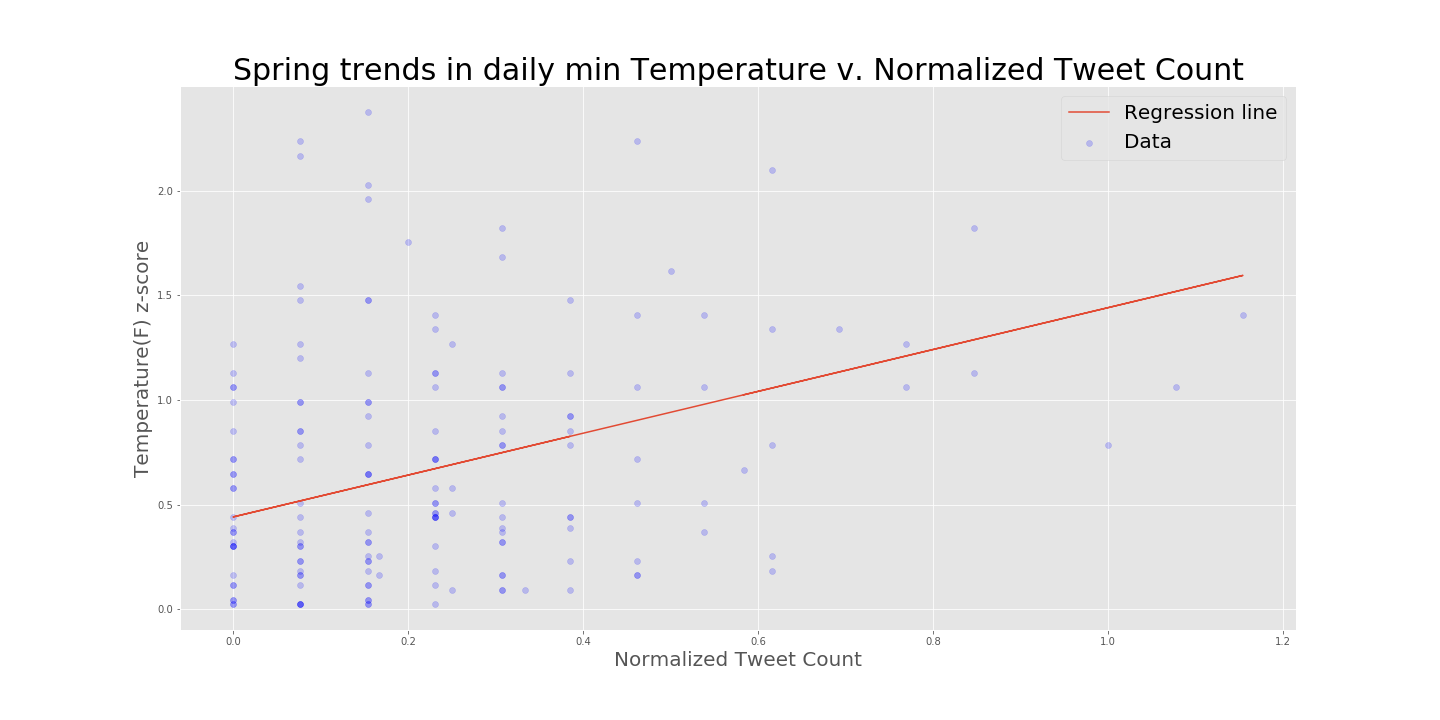 Spring trends in daily min Temperature v. Normalized Tweet Count
Regression line
Data
Temperature(F) z-score
2.0
1.5
1.0
0.5
0.0
0.0 0.2 0.4 0.6 0.8 1.0 1.2
Normalized Tweet Count